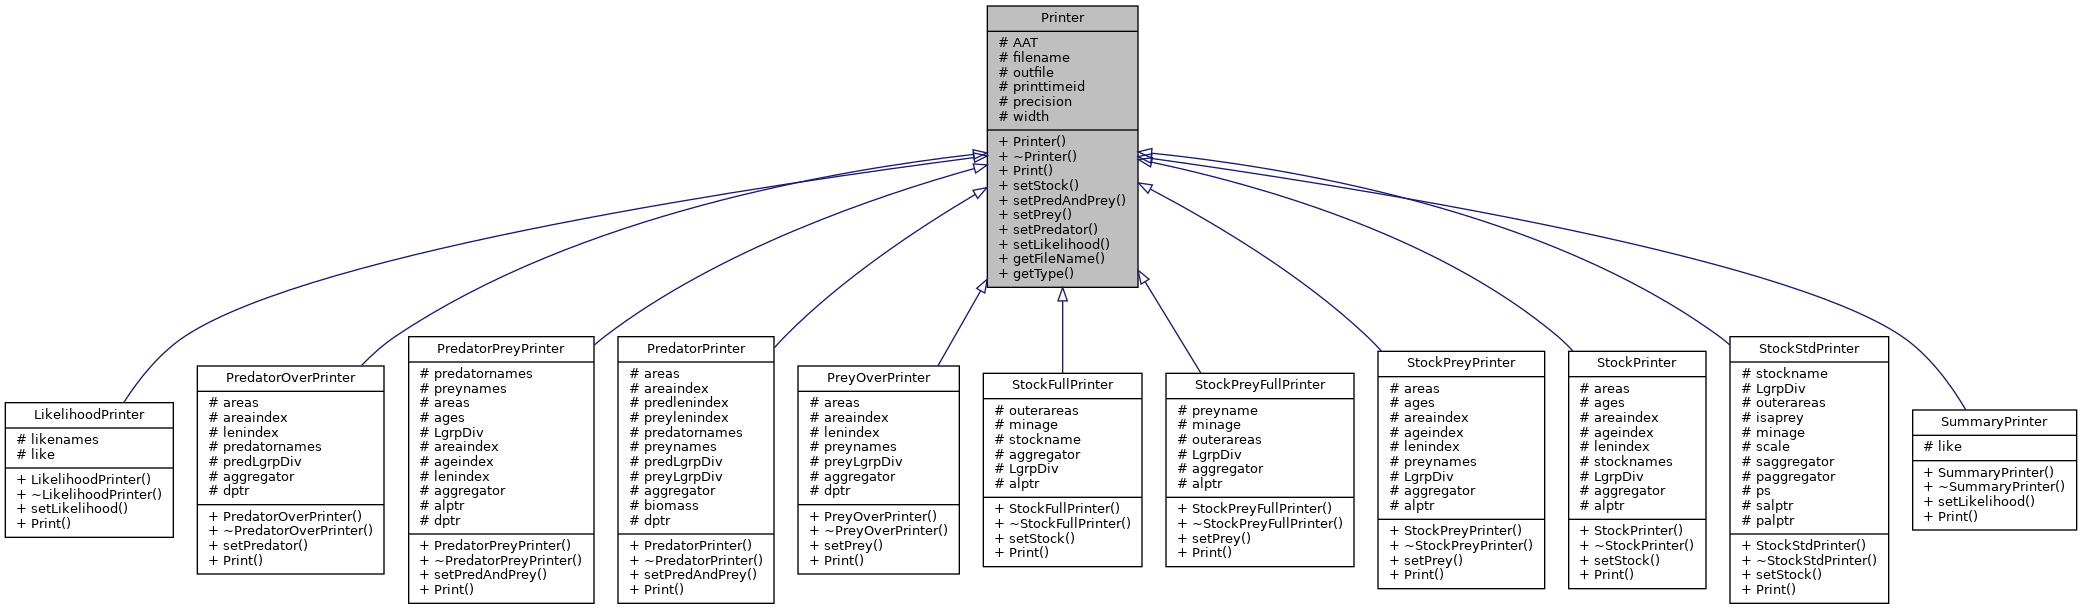 Printer
# AAT
# filename
# outfile
# printtimeid
# precision
# width
+ Printer()
+ ~Printer()
+ Print()
+ setStock()
+ setPredAndPrey()
+ setPrey()
+ setPredator()
+ setLikelihood()
+ getFileName()
+ getType()
LikelihoodPrinter
# likenames
# like
+ LikelihoodPrinter()
+ ~LikelihoodPrinter()
+ setLikelihood()
+ Print()
PredatorOverPrinter
# areas
# areaindex
# lenindex
# predatornames
# predLgrpDiv
# aggregator
# dptr
+ PredatorOverPrinter()
+ ~PredatorOverPrinter()
+ setPredator()
+ Print()
PredatorPreyPrinter
# predatornames
# preynames
# areas
# ages
# LgrpDiv
# areaindex
# ageindex
# lenindex
# aggregator
# alptr
# dptr
+ PredatorPreyPrinter()
+ ~PredatorPreyPrinter()
+ setPredAndPrey()
+ Print()
PredatorPrinter
# areas
# areaindex
# predlenindex
# preylenindex
# predatornames
# preynames
# predLgrpDiv
# preyLgrpDiv
# aggregator
# biomass
# dptr
+ PredatorPrinter()
+ ~PredatorPrinter()
+ setPredAndPrey()
+ Print()
PreyOverPrinter
# areas
# areaindex
# lenindex
# preynames
# preyLgrpDiv
# aggregator
# dptr
+ PreyOverPrinter()
+ ~PreyOverPrinter()
+ setPrey()
+ Print()
StockFullPrinter
# outerareas
# minage
# stockname
# aggregator
# LgrpDiv
# alptr
+ StockFullPrinter()
+ ~StockFullPrinter()
+ setStock()
+ Print()
StockPreyFullPrinter
# preyname
# minage
# outerareas
# LgrpDiv
# aggregator
# alptr
+ StockPreyFullPrinter()
+ ~StockPreyFullPrinter()
+ setPrey()
+ Print()
StockPreyPrinter
# areas
# ages
# areaindex
# ageindex
# lenindex
# preynames
# LgrpDiv
# aggregator
# alptr
+ StockPreyPrinter()
+ ~StockPreyPrinter()
+ setPrey()
+ Print()
StockPrinter
# areas
# ages
# areaindex
# ageindex
# lenindex
# stocknames
# LgrpDiv
# aggregator
# alptr
+ StockPrinter()
+ ~StockPrinter()
+ setStock()
+ Print()
StockStdPrinter
# stockname
# LgrpDiv
# outerareas
# isaprey
# minage
# scale
# saggregator
# paggregator
# ps
# salptr
# palptr
+ StockStdPrinter()
+ ~StockStdPrinter()
+ setStock()
+ Print()
SummaryPrinter
# like
+ SummaryPrinter()
+ ~SummaryPrinter()
+ setLikelihood()
+ Print()